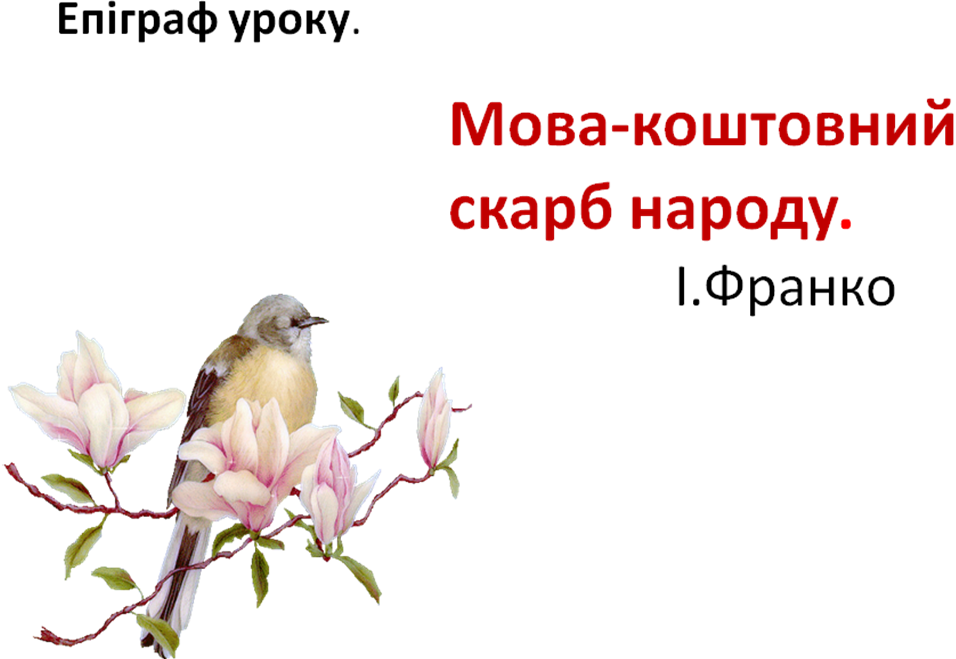 Епіграф уроку.
Мова-коштовний
скарб народу.
І.Франко